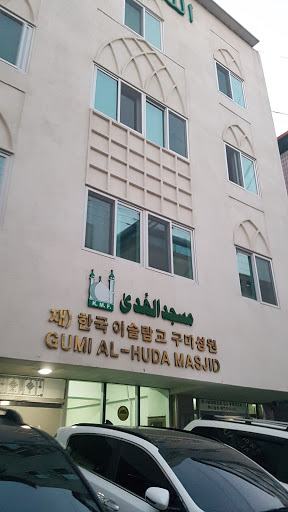 مسجد الهدى
K.M.F.
재) 한국 이슬람교 구미성원
GUMI AL-HUDA MASJID